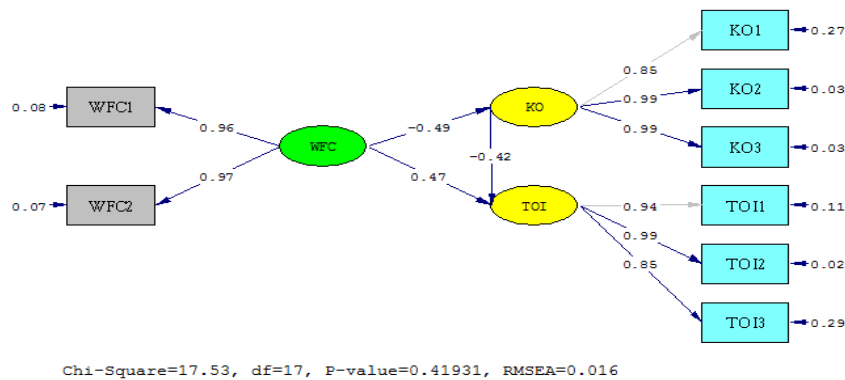 KO1
0.27
0.85
KO2
0.03
0.08
WFC1
KO
0.99
0.96
-0.49
0.99
WFC
-0.42
KO3
0.03
0.97
0.47
0.07
WFC2
TOI
0.94
TOI1
0.11
0.99
0.85
TOI2
0.02
TOI3
0.29
Chi-Square=17.53, df=17, P-value=0.41931, RMSEA=0.016